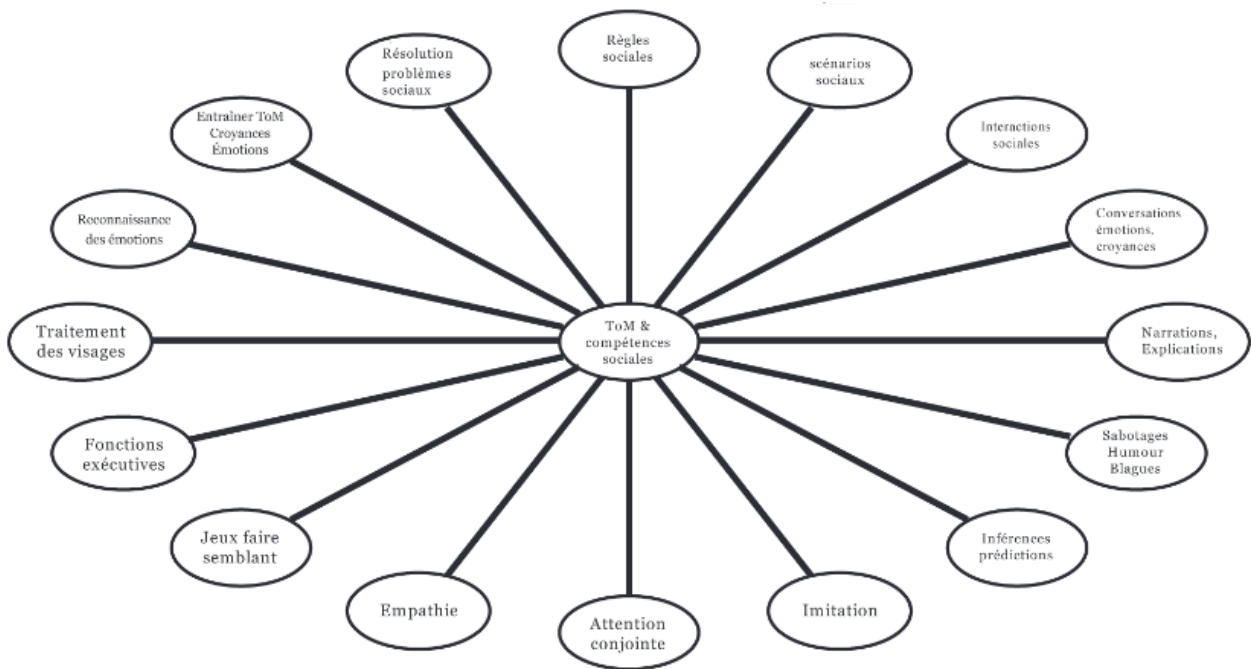 Règles
sociales
Résolution
problèmes
sociaux
scénarios
sociaux
Entraîner ToM
Croyances
Émotions
Interactions
sociales
Reconnaissance
des émotions
Conversations
émotions,
croyances
Traitement
des visages
ToM &
compétences
sociales
Narrations,
Explications
Fonctions
exécutives
Sabotages
Humour
Blagues
Jeux faire
semblant
Inférences
prédictions
Empathie
Attention
conjointe
Imitation